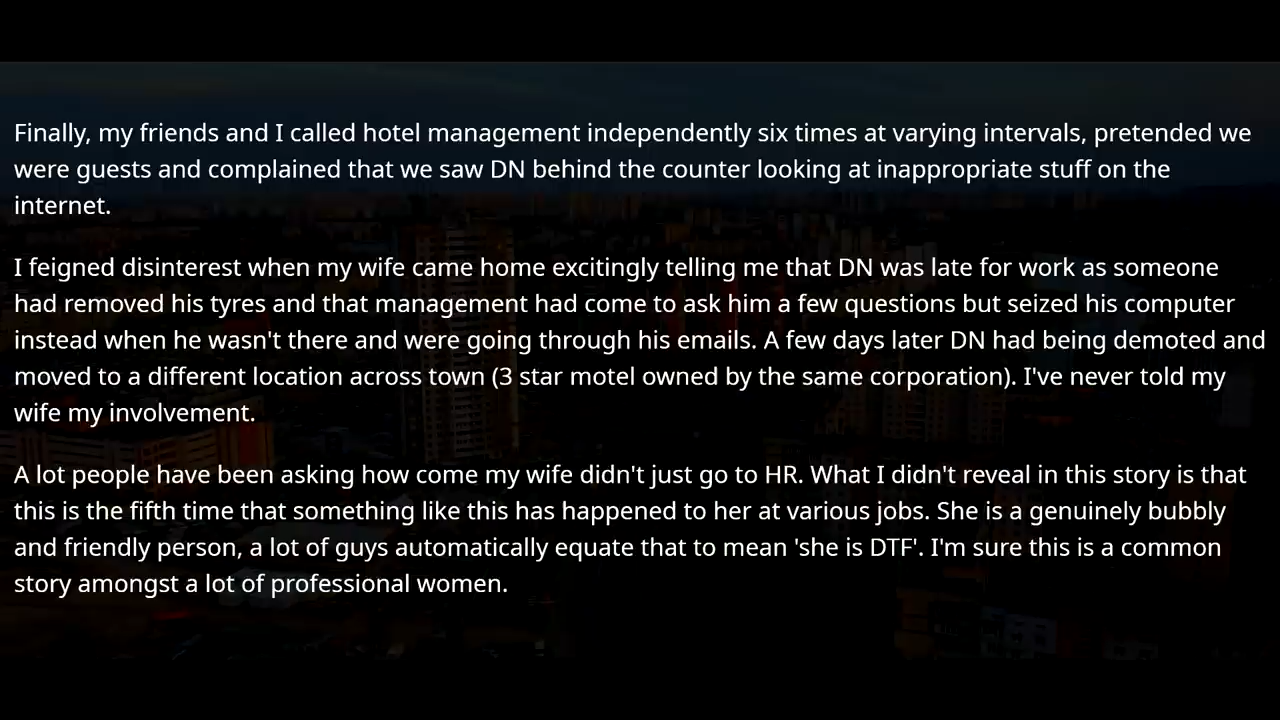 Finally, my friends and I called hotel management independently six times at varying intervals, pretended we
were guests and complained that we saw DN behind the counter looking at inappropriate stuff on the
internet.
I feigned disinterest when my wife came home excitingly telling me that DN was late for work as someone
had removed his tyres and that management had come to ask him a few questions but seized his computer
instead when he wasn't there and were going through his emails. A few days later DN had being demoted and
moved to a different location across town (3 star motel owned by the same corporation). I've never told my
wife my involvement.
A lot people have been asking how come my wife didn't just go to HR. What I didn't reveal in this story is that
this is the fifth time that something like this has happened to her at various jobs. She is a genuinely bubbly
and friendly person, a lot of guys automatically equate that to mean 'she is DTF'. I'm sure this is a common
story amongst a lot of professional women.